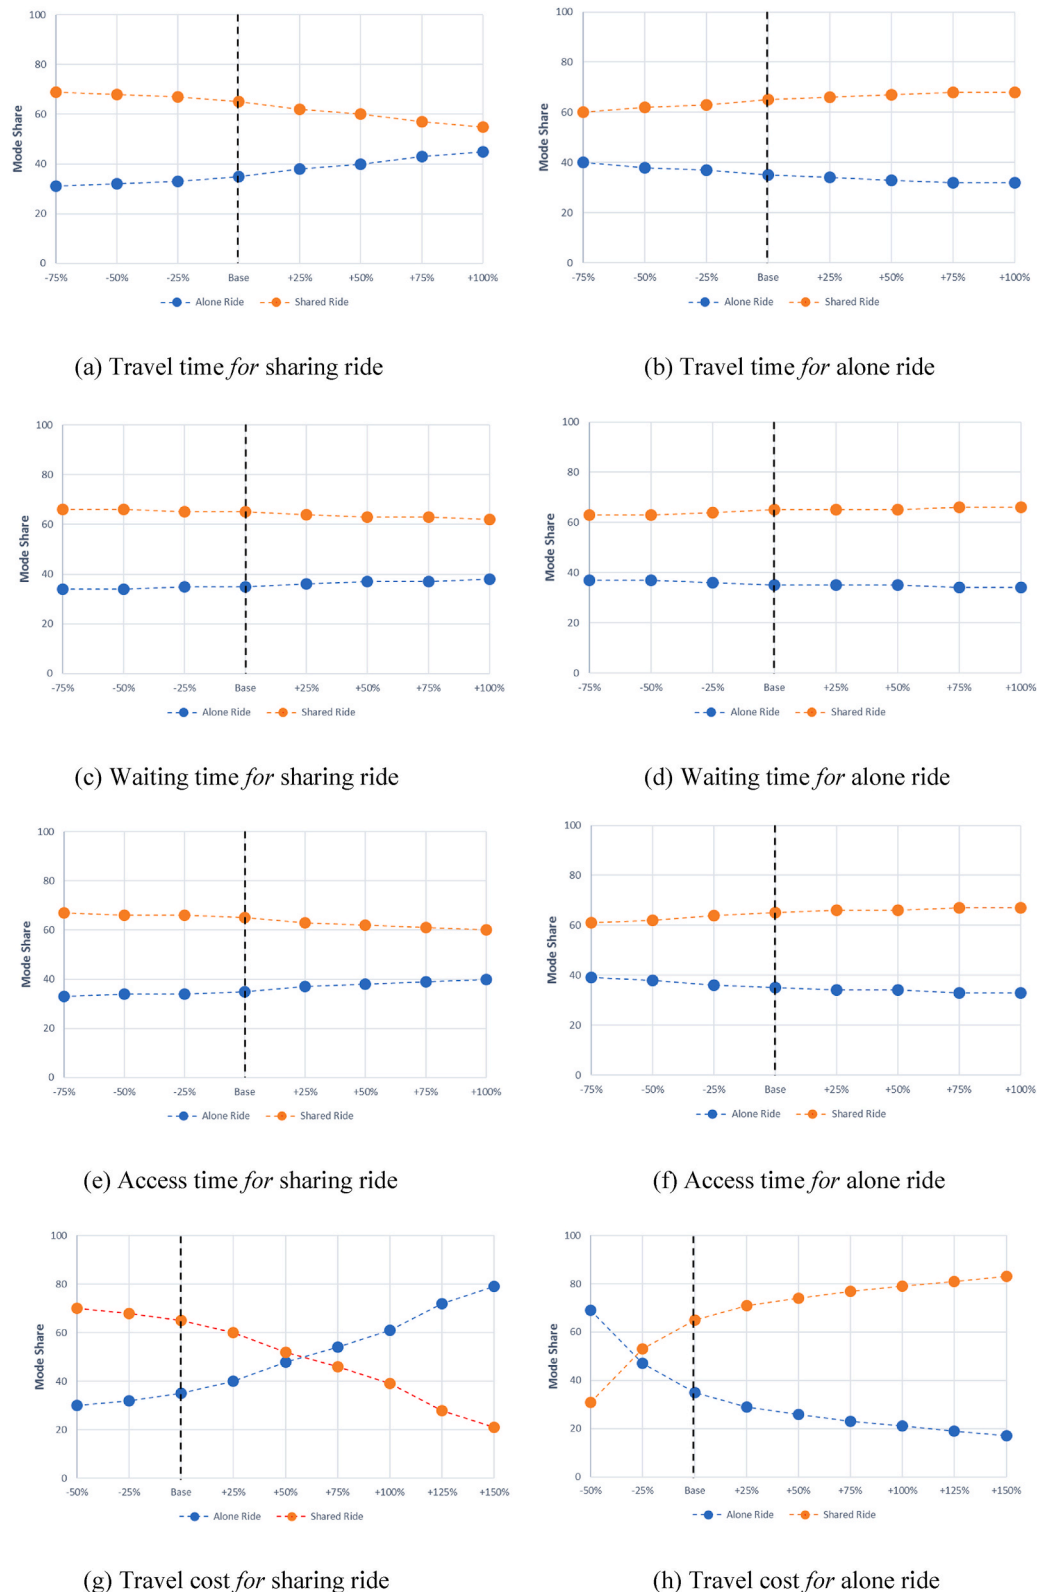 100
80
60
40
20
0
Mode Share
-75% -50% -25% Base +25% +50% +75% +100%
Alone Ride Shared Ride
(a) Travel time for sharing ride
100
80
60
40
20
0
Mode Share
-75% -50% -25% Base +25% +50% +75% +100%
Alone Ride Shared Ride
(b) Travel time for alone ride
100
80
60
40
20
0
Mode Share
-75% -50% -25% Base +25% +50% +75% +100%
Alone Ride Shared Ride
(c) Waiting time for sharing ride
100
80
60
40
20
0
Mode Share
-75% -50% -25% Base +25% +50% +75% +100%
Alone Ride Shared Ride
(d) Waiting time for alone ride
100
80
60
40
20
0
Mode Share
-75% -50% -25% Base +25% +50% +75% +100%
Alone Ride Shared Ride
(e) Access time for sharing ride
100
80
60
40
20
0
Mode Share
-75% -50% -25% Base +25% +50% +75% +100%
Alone Ride Shared Ride
(f) Access time for alone ride
100
80
60
40
20
0
Mode Share
-50% -25% Base +25% +50% +75% +100% +125% +150%
Alone Ride Shared Ride
(g) Travel cost for sharing ride
100
80
60
40
20
0
Mode Share
-50% -25% Base +25% +50% +75% +100% +125% +150%
Alone Ride Shared Ride
(h) Travel cost for alone ride